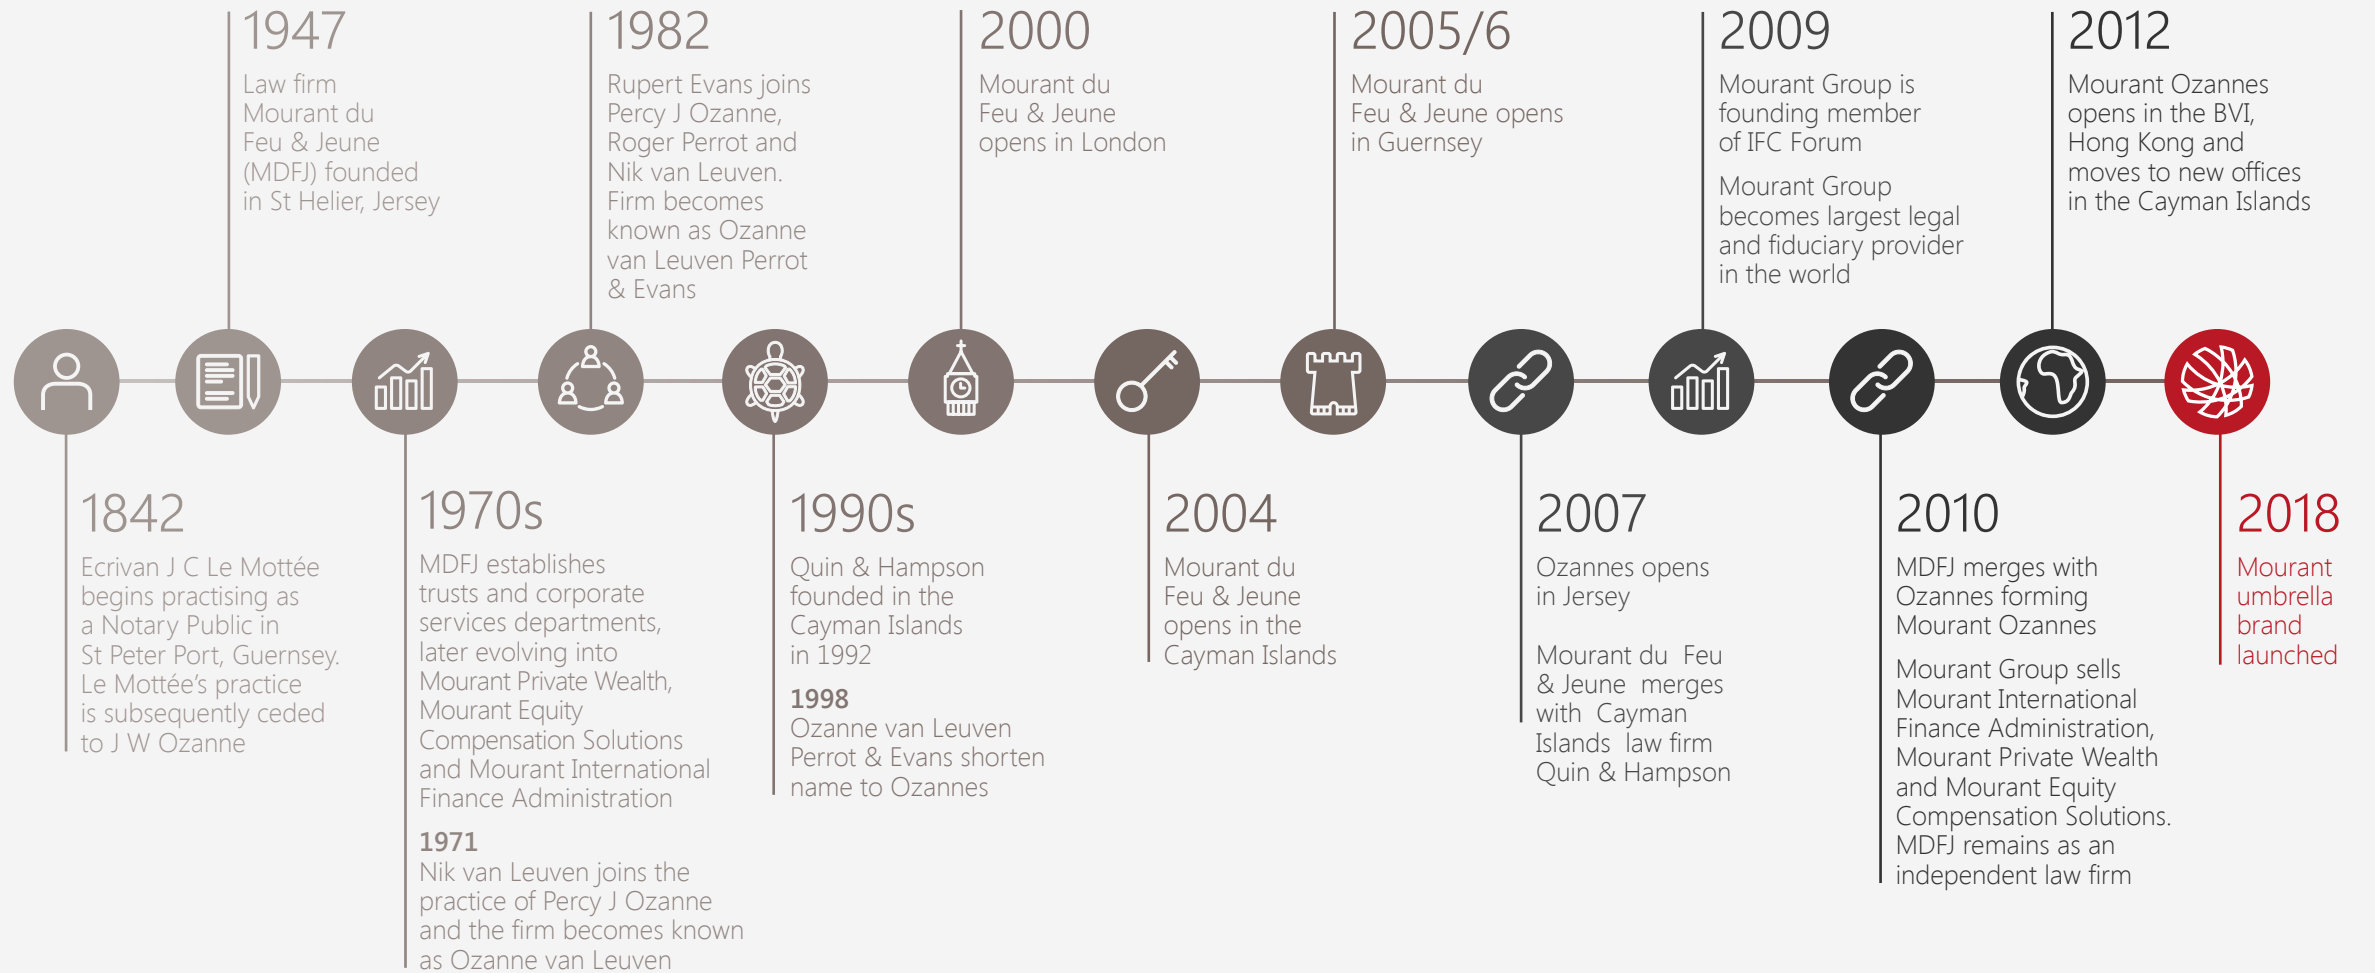 1947
Law firm
Mourant du
Feu & Jeune
(MDFJ) founded
in St Helier, Jersey
1982
Rupert Evans joins
Percy J Ozanne,
Roger Perrot and
Nik van Leuven.
Firm becomes
known as Ozanne
van Leuven Perrot
& Evans
2000
Mourant du
Feu & Jeune
opens in London
2005/6
Mourant du
Feu & Jeune opens
in Guernsey
2009
Mourant Group is
founding member
of IFC Forum
Mourant Group
becomes largest legal
and fiduciary provider
in the world
2012
Mourant Ozannes
opens in the BVI,
Hong Kong and
moves to new offices
in the Cayman Islands
1842
Ecrivan J C Le Mottée
begins practising as
a Notary Public in
St Peter Port, Guernsey.
Le Mottée’s practice
is subsequently ceded
to J W Ozanne
1970s
MDFJ establishes
trusts and corporate
services departments,
later evolving into
Mourant Private Wealth,
Mourant Equity
Compensation Solutions
and Mourant International
Finance Administration
1971
Nik van Leuven joins the
practice of Percy J Ozanne
and the firm becomes known
as Ozanne van Leuven
1990s
Quin & Hampson
founded in the
Cayman Islands
in 1992
1998
Ozanne van Leuven
Perrot & Evans shorten
name to Ozannes
2004
Mourant du
Feu & Jeune
opens in the
Cayman Islands
2007
Ozannes opens
in Jersey
Mourant du Feu
& Jeune merges
with Cayman
Islands law firm
Quin & Hampson
2010
MDFJ merges with
Ozannes forming
Mourant Ozannes
Mourant Group sells
Mourant International
Finance Administration,
Mourant Private Wealth
and Mourant Equity
Compensation Solutions.
MDFJ remains as an
independent law firm
2018
Mourant
umbrella
brand
launched